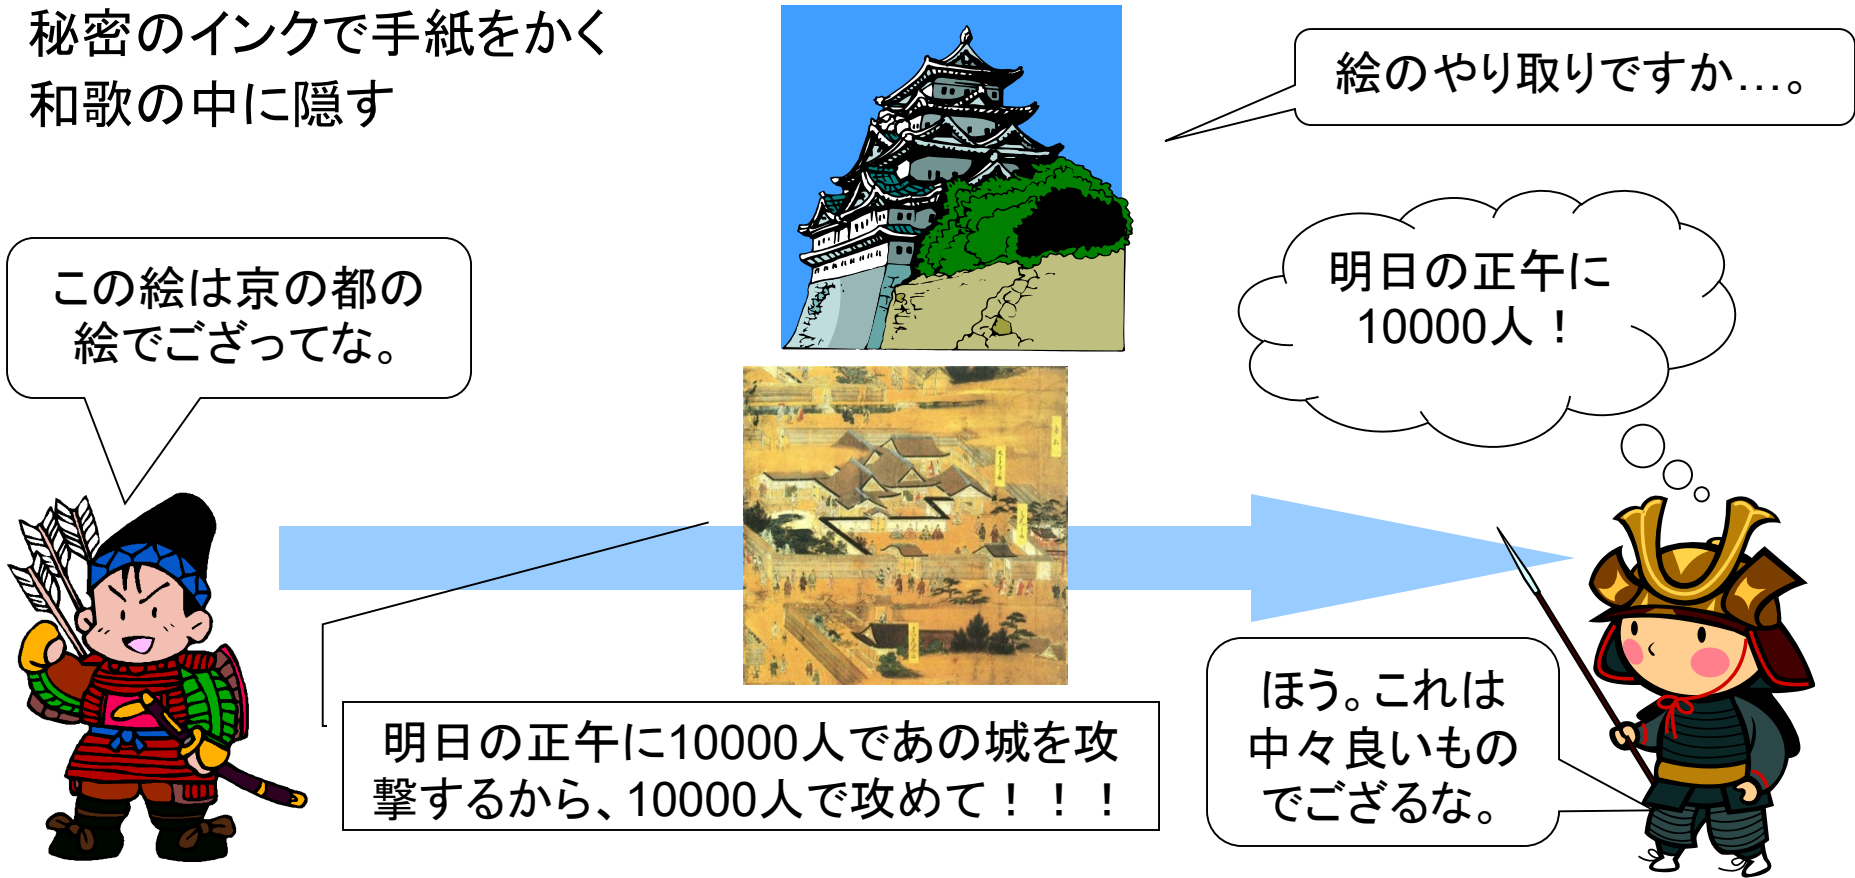 秘密のインクで手紙をかく
和歌の中に隠す
絵のやり取りですか…。
この絵は京の都の
絵でござってな。
明日の正午に
10000人！
明日の正午に10000人であの城を攻
撃するから、10000人で攻めて！！！
ほう。これは
中々良いもの
でござるな。